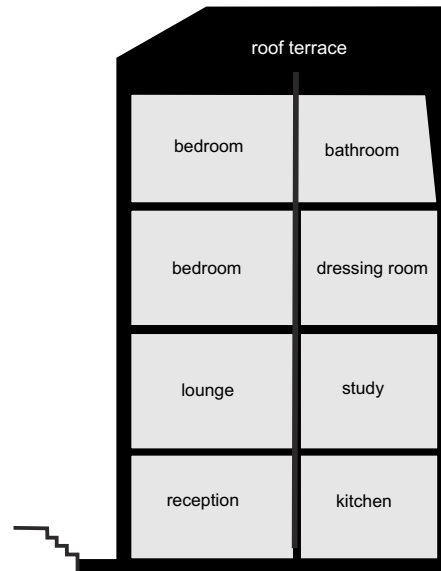 roof terrace
bedroom
bathroom
bedroom
dressing room
lounge
study
reception
kitchen